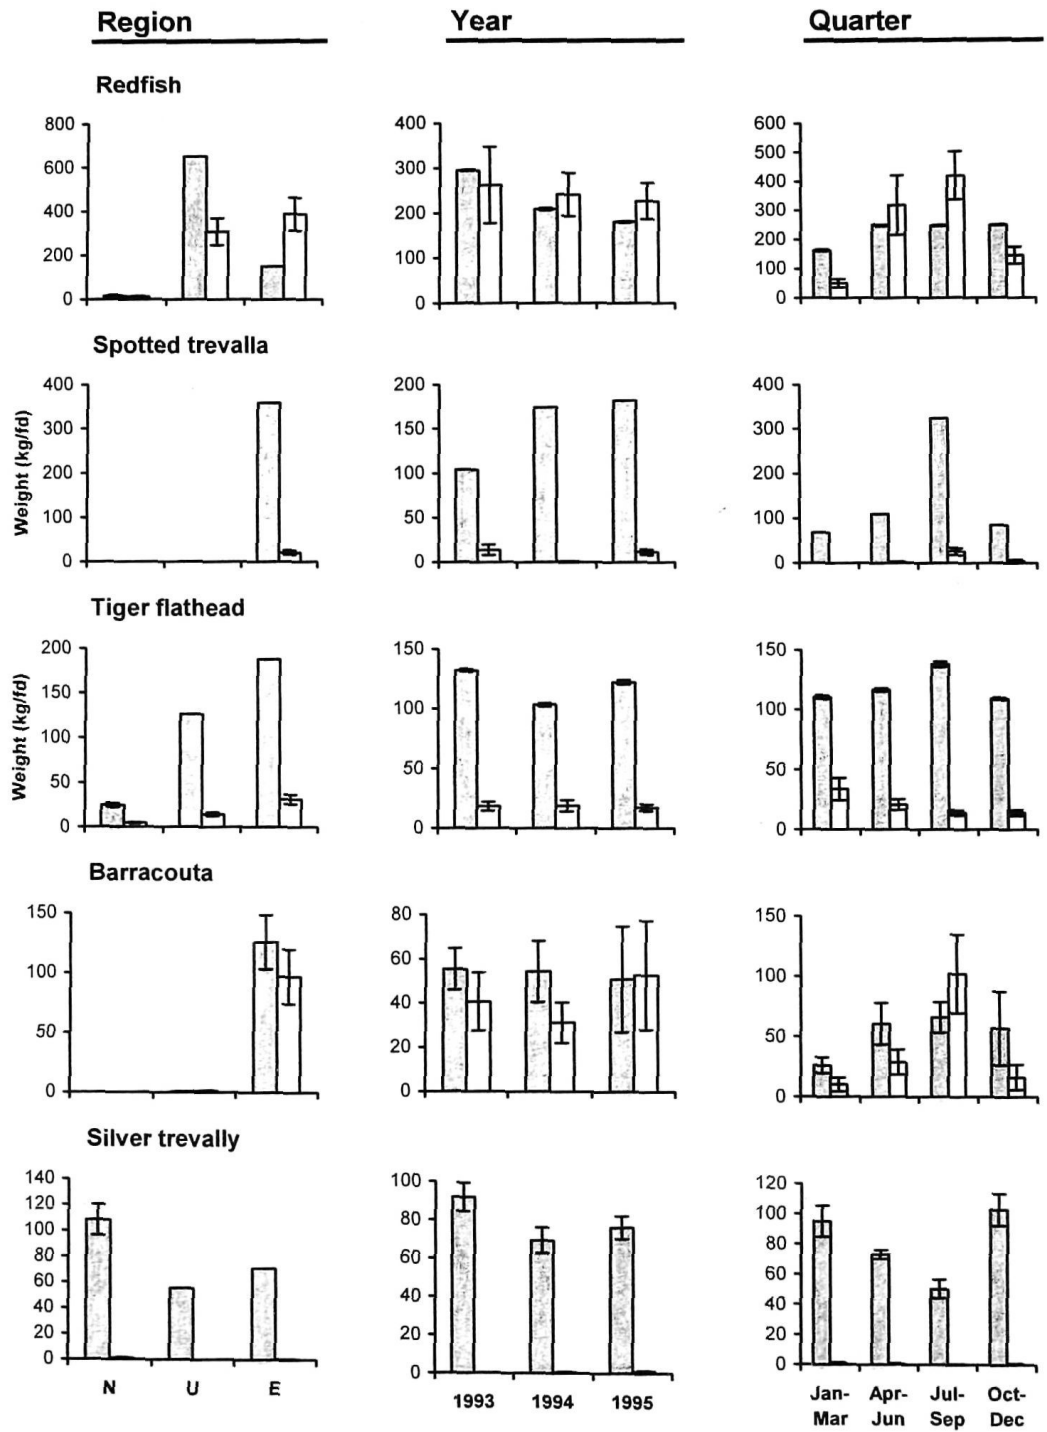 Region Year Quarter
Redfish
800 600 400 200 0
400 300 200 100 0
600 500 400 300 200 100 0
Spotted trevalla
Weight (kg/fd)
400 300 200 100 0
200 150 100 50 0
400 300 200 100 0
Tiger flathead
Weight (kg/fd)
200 150 100 50 0
150 100 50 0
150 100 50 0
Barracouta
150 100 50 0
80 60 40 20 0
150 100 50 0
Silver trevally
140 120 100 80 60 40 20 0
100 80 60 40 20 0
120 100 80 60 40 20 0
N U E
1993 1994 1995
Jan- Apr- Jul- Oct-
Mar Jun Sep Dec